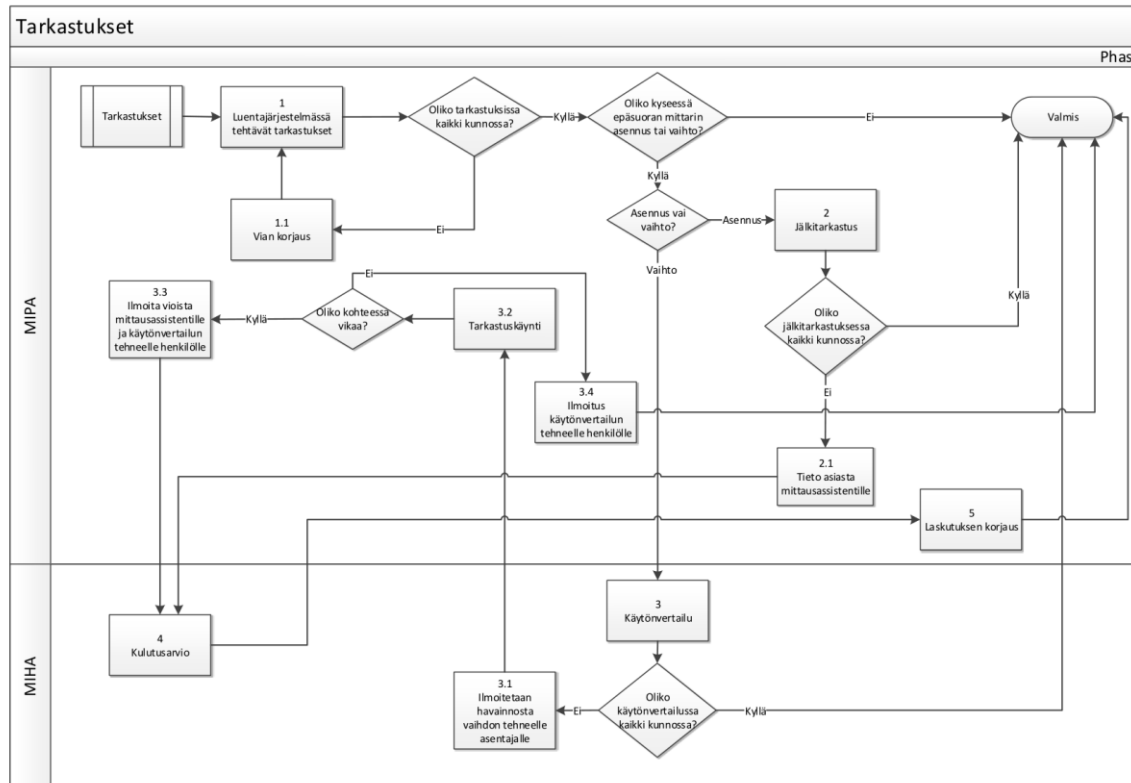 Tarkastukset
Phas
MIPA
Tarkastukset
1
Luentajärjestelmässä
tehtävät tarkastukset
Oliko tarkastuksissa
kaikki kunnossa?
Kyllä
Oliko kyseessä
epäsuoran mittarin
asennus tai vaihto?
Ei
Valmis
Kyllä
1.1
Vian korjaus
Ei
Asennus vai
vaihto?
Asennus
2
Jälkitarkastus
Vaihto
Ei
3.3
Ilmoita vioista
mittausassistentille
ja käytönvertailun
tehneelle henkilölle
Kyllä
Oliko kohteessa
vikaa?
3.2
Tarkastuskäynti
Oliko
jälkitarkastuksessa
kaikki kunnossa?
Kyllä
Ei
3.4
Ilmoitus
käytönvertailun
tehneelle henkilölle
2.1
Tieto asiasta
mittausassistentille
5
Laskutuksen korjaus
MIHA
3
Käytönvertailu
4
Kulutusarvio
3.1
Ilmoitetaan
havainnosta
vaihdon tehneelle
asentajalle
Ei
Oliko
käytönvertailussa
kaikki kunnossa?
Kyllä